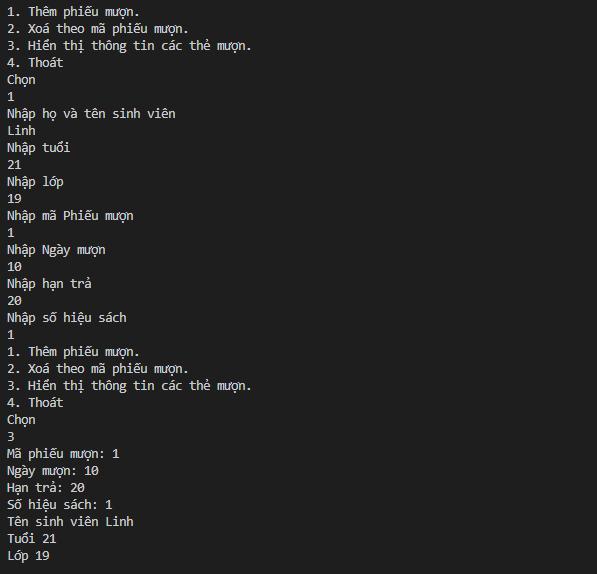 1. Thêm phiếu mượn.
2. Xoá theo mã phiếu mượn.
3. Hiển thị thông tin các thẻ mượn.
4. Thoát
Chọn
1
Nhập họ và tên sinh viên
Linh
Nhập tuổi
21
Nhập lớp
19
Nhập mã Phiếu mượn
1
Nhập Ngày mượn
10
Nhập hạn trả
20
Nhập số hiệu sách
1
1. Thêm phiếu mượn.
2. Xoá theo mã phiếu mượn.
3. Hiển thị thông tin các thẻ mượn.
4. Thoát
Chọn
3
Mã phiếu mượn: 1
Ngày mượn: 10
Hạn trả: 20
Số hiệu sách: 1
Tên sinh viên Linh
Tuổi 21
Lớp 19